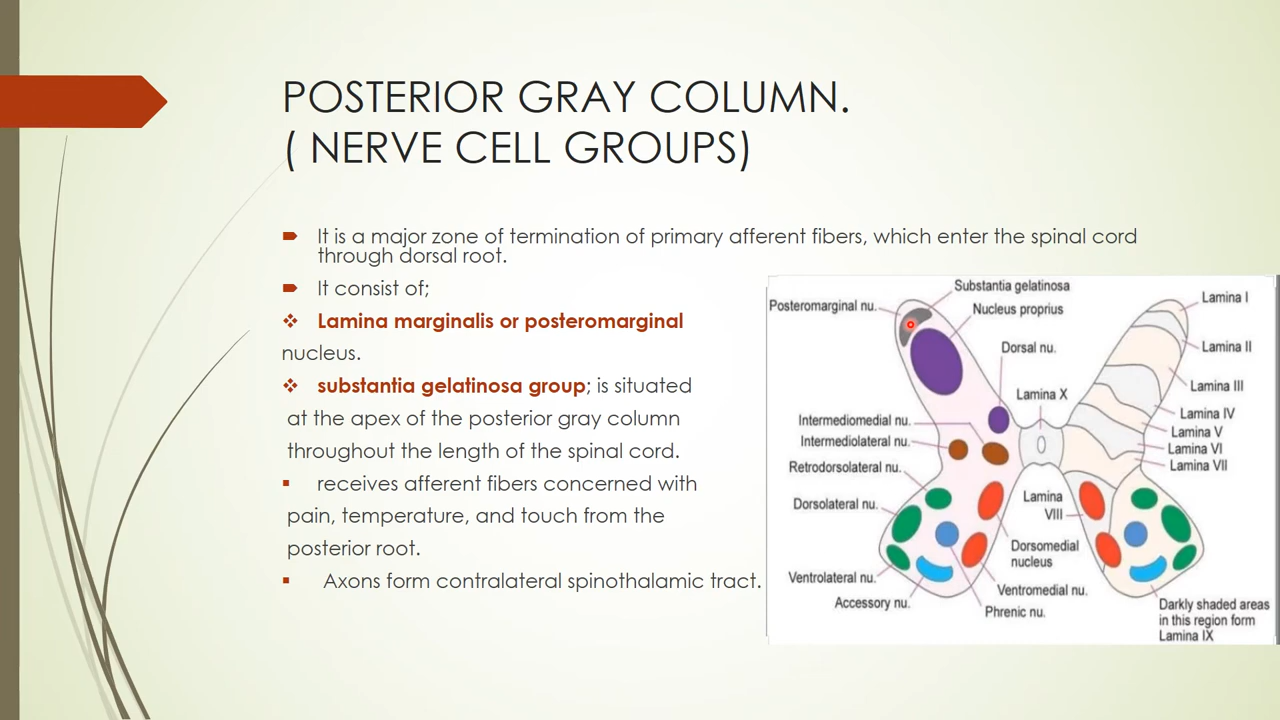 POSTERIOR GRAY COLUMN.
( NERVE CELL GROUPS)
It is a major zone of termination of primary afferent fibers, which enter the spinal cord
through dorsal root.
It consist of;
Lamina marginalis or posteromarginal
nucleus.
substantia gelatinosa group; is situated
at the apex of the posterior gray column
throughout the length of the spinal cord.
receives afferent fibers concerned with
pain, temperature, and touch from the
posterior root.
Axons form contralateral spinothalamic tract.
Substantia gelatinosa
Posteromarginal nu.
Nucleus proprius
Dorsal nu.
Lamina X
Intermediomedial nu.
Intermediolateral nu.
Retrodorsolateral nu.
Dorsolateral nu.
Ventrolateral nu.
Accessory nu.
Phrenic nu.
Ventromedial nu.
Dorsomedial
nucleus
Lamina
VIII
Lamina I
Lamina II
Lamina III
Lamina IV
Lamina V
Lamina VI
Lamina VII
Darkly shaded areas
in this region form
Lamina IX